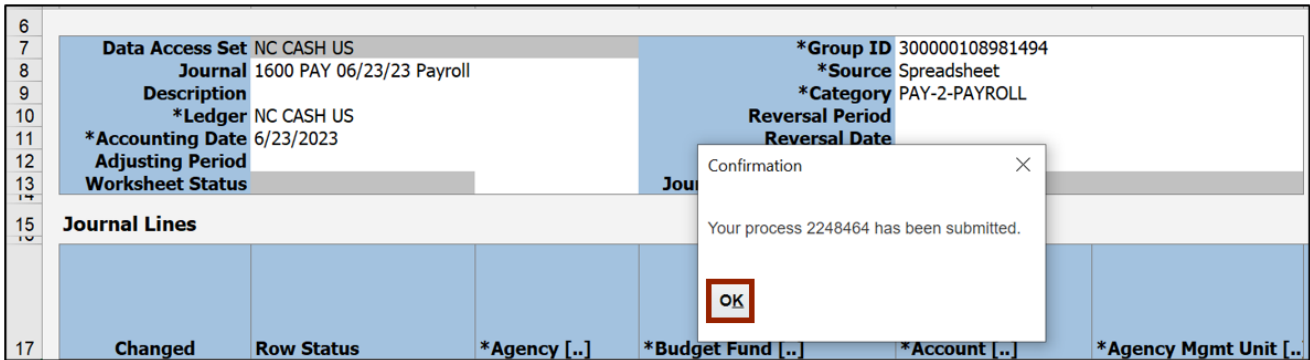 6
7 Data Access Set NC CASH US *Group ID 300000108981494
8 Journal 1600 PAY 06/23/23 Payroll *Source Spreadsheet
9 Description *Category PAY-2-PAYROLL
10 *Ledger NC CASH US Reversal Period
11 *Accounting Date 6/23/2023 Reversal Date
12 Adjusting Period
13 Worksheet Status Jou
14
15 Journal Lines
Confirmation
Your process 2248464 has been submitted.
OK
17 Changed Row Status *Agency [..] *Budget Fund [..] *Account [..] *Agency Mgmt Unit [..